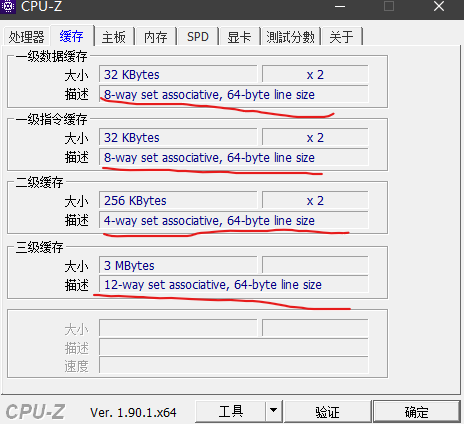 CPU-Z
处理器 缓存 主板 内存 SPD 显卡 測試分數 关于
一级数据缓存
大小 32 KBytes x 2
描述 8-way set associative, 64-byte line size
一级指令缓存
大小 32 KBytes x 2
描述 8-way set associative, 64-byte line size
二级缓存
大小 256 KBytes x 2
描述 4-way set associative, 64-byte line size
三级缓存
大小 3 MBytes
描述 12-way set associative, 64-byte line size
大小
描述
速度
CPU-Z Ver. 1.90.1.x64 工具 验证 确定